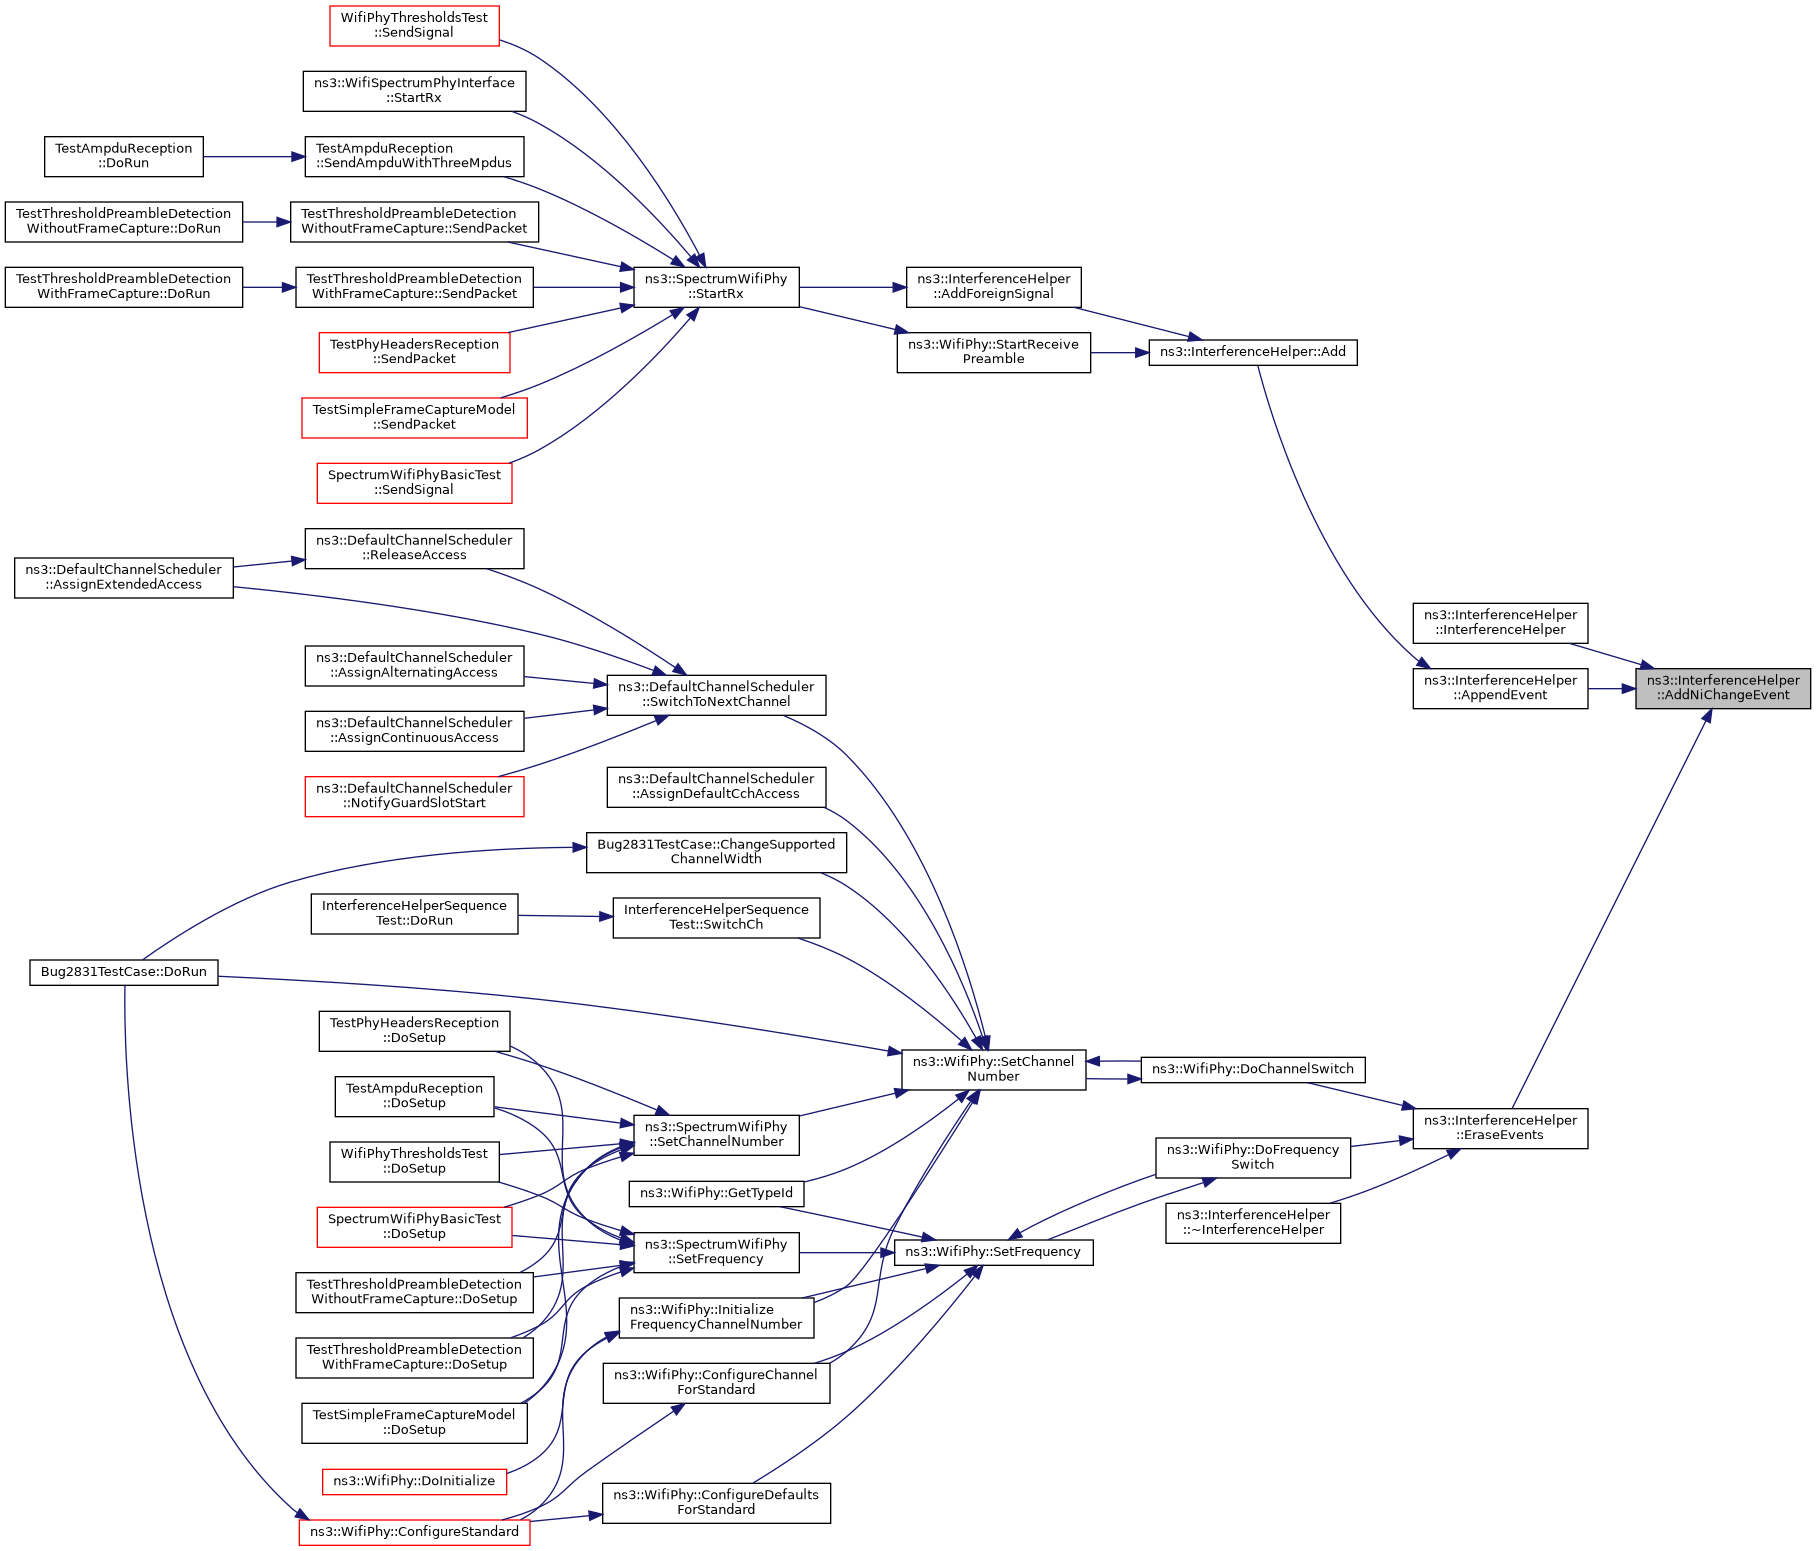 WifiPhyThresholdsTest
::SendSignal
ns3::WifiSpectrumPhyInterface
::StartRx
TestAmpduReception
::DoRun
TestAmpduReception
::SendAmpduWithThreeMpdus
TestThresholdPreambleDetection
WithoutFrameCapture::DoRun
TestThresholdPreambleDetection
WithoutFrameCapture::SendPacket
TestThresholdPreambleDetection
WithFrameCapture::DoRun
TestThresholdPreambleDetection
WithFrameCapture::SendPacket
ns3::SpectrumWifiPhy
::StartRx
ns3::InterferenceHelper
::AddForeignSignal
TestPhyHeadersReception
::SendPacket
ns3::WifiPhy::StartReceive
Preamble
ns3::InterferenceHelper::Add
TestSimpleFrameCaptureModel
::SendPacket
SpectrumWifiPhyBasicTest
::SendSignal
ns3::DefaultChannelScheduler
::ReleaseAccess
ns3::DefaultChannelScheduler
::AssignExtendedAccess
ns3::InterferenceHelper
::InterferenceHelper
ns3::DefaultChannelScheduler
::AssignAlternatingAccess
ns3::DefaultChannelScheduler
::SwitchToNextChannel
ns3::InterferenceHelper
::AppendEvent
ns3::InterferenceHelper
::AddNiChangeEvent
ns3::DefaultChannelScheduler
::AssignContinuousAccess
ns3::DefaultChannelScheduler
::NotifyGuardSlotStart
ns3::DefaultChannelScheduler
::AssignDefaultCchAccess
Bug2831TestCase::ChangeSupported
ChannelWidth
InterferenceHelperSequence
Test::DoRun
InterferenceHelperSequence
Test::SwitchCh
Bug2831TestCase::DoRun
TestPhyHeadersReception
::DoSetup
ns3::WifiPhy::SetChannel
Number
ns3::WifiPhy::DoChannelSwitch
TestAmpduReception
::DoSetup
ns3::SpectrumWifiPhy
::SetChannelNumber
ns3::InterferenceHelper
::EraseEvents
WifiPhyThresholdsTest
::DoSetup
ns3::WifiPhy::DoFrequency
Switch
ns3::WifiPhy::GetTypeId
SpectrumWifiPhyBasicTest
::DoSetup
ns3::InterferenceHelper
::~InterferenceHelper
ns3::SpectrumWifiPhy
::SetFrequency
ns3::WifiPhy::SetFrequency
TestThresholdPreambleDetection
WithoutFrameCapture::DoSetup
ns3::WifiPhy::Initialize
FrequencyChannelNumber
TestThresholdPreambleDetection
WithFrameCapture::DoSetup
ns3::WifiPhy::ConfigureChannel
ForStandard
TestSimpleFrameCaptureModel
::DoSetup
ns3::WifiPhy::DoInitialize
ns3::WifiPhy::ConfigureDefaults
ForStandard
ns3::WifiPhy::ConfigureStandard